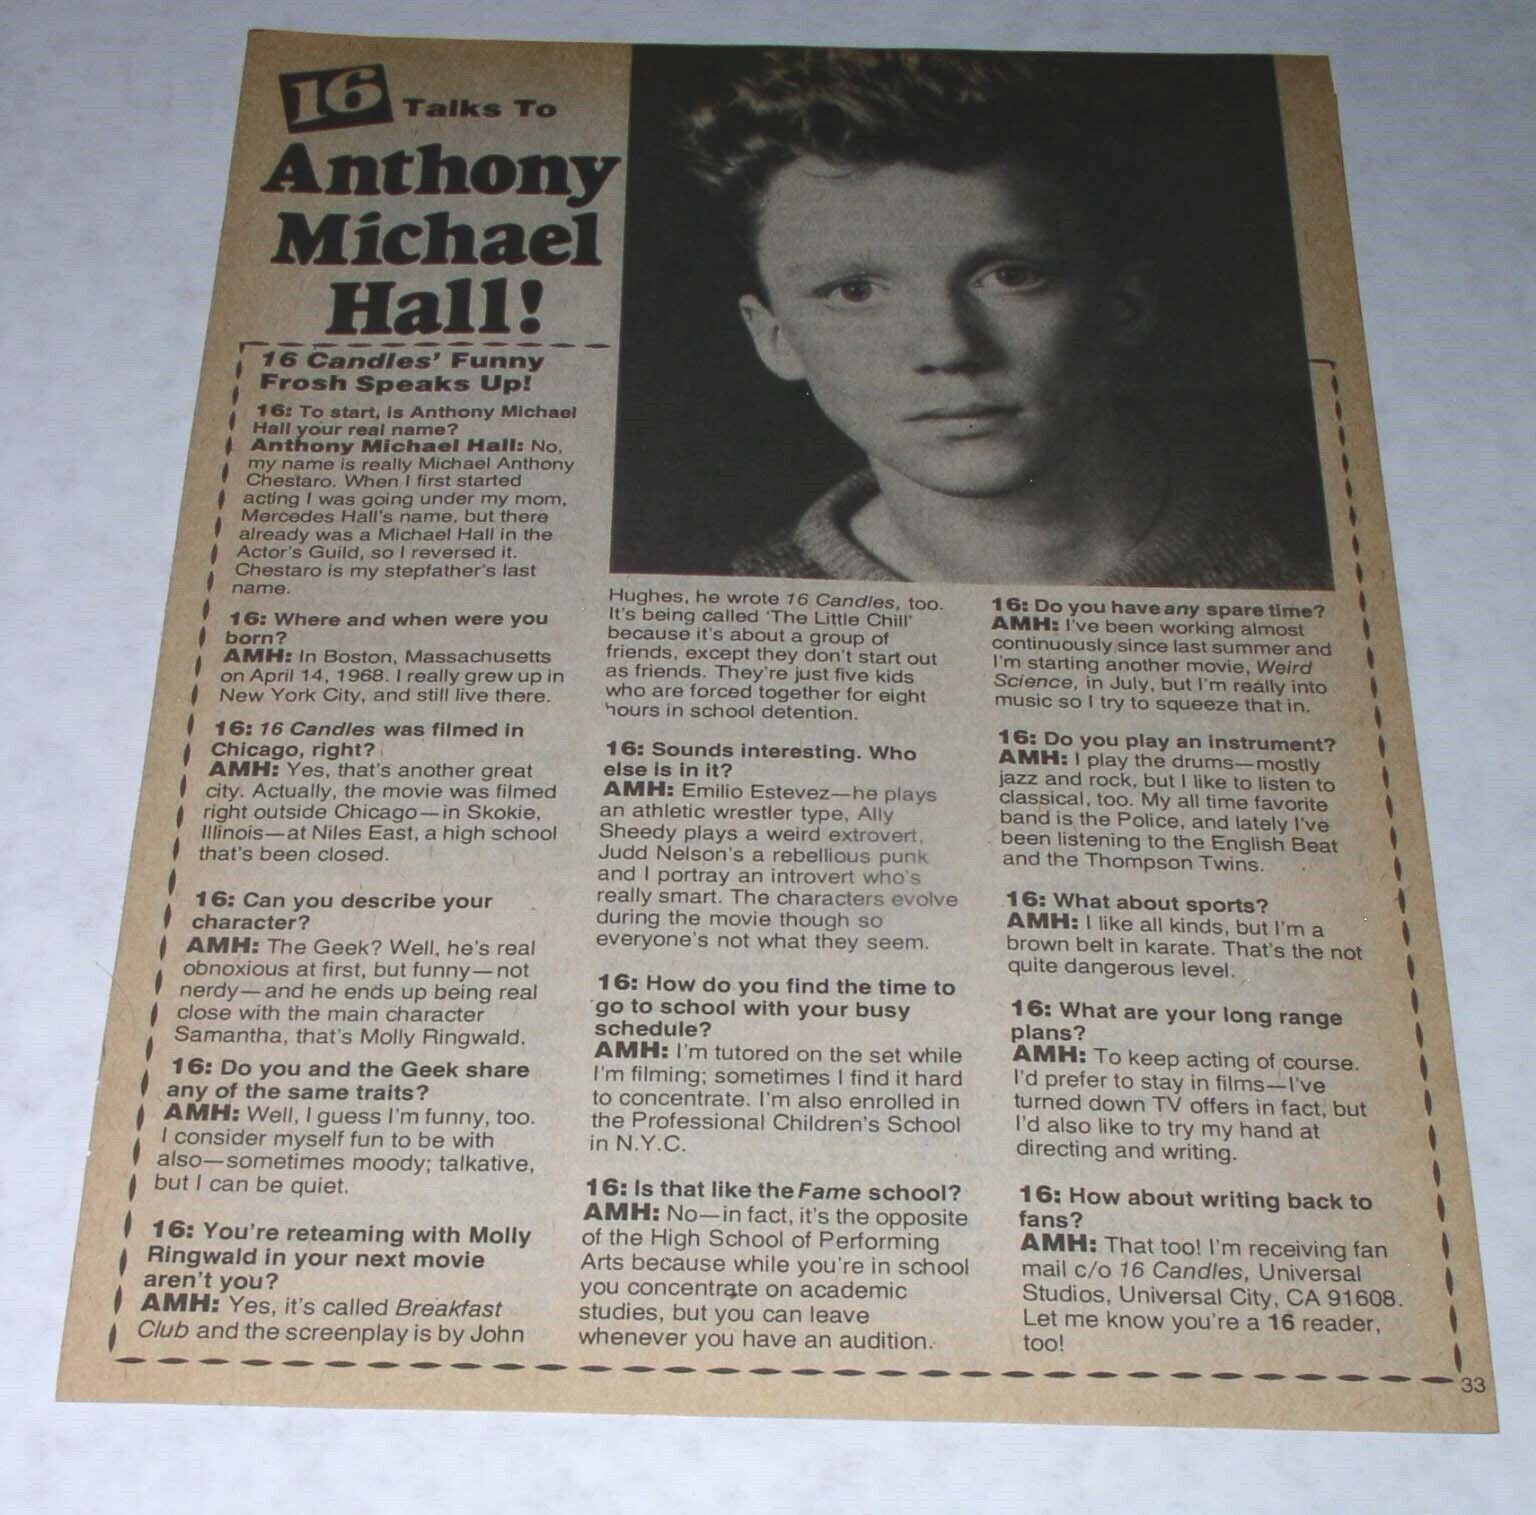 16 Talks To
Anthony
Michael
Hall!
16 Candles' Funny
Frosh Speaks Up!
16: To start, is Anthony Michael
Hall your real name?
Anthony Michael Hall: No,
my name is really Michael Anthony
Chestaro. When I first started
acting I was going under my mom,
Mercedes Hall's name, but there
already was a Michael Hall in the
Actor's Guild, so I reversed it.
Chestaro is my stepfather's last
name.
16: Where and when were you
born?
AMH: In Boston, Massachusetts
on April 14, 1968. I really grew up in
New York City, and still live there.
16: 16 Candles was filmed in
Chicago, right?
AMH: Yes, that's another great
city. Actually, the movie was filmed
right outside Chicago—in Skokie,
Illinois—at Niles East, a high school
that's been closed.
16: Can you describe your
character?
AMH: The Geek? Well, he's real
obnoxious at first, but funny—not
nerdy—and he ends up being real
close with the main character
Samantha, that's Molly Ringwald.
16: Do you and the Geek share
any of the same traits?
AMH: Well, I guess I'm funny, too.
I consider myself fun to be with
also—sometimes moody; talkative,
but I can be quiet.
16: You're reteaming with Molly
Ringwald in your next movie
aren't you?
AMH: Yes, it's called Breakfast
Club and the screenplay is by John
Hughes, he wrote 16 Candles, too.
It's being called 'The Little Chill'
because it's about a group of
friends, except they don't start out
as friends. They're just five kids
who are forced together for eight
hours in school detention.
16: Sounds interesting. Who
else is in it?
AMH: Emilio Estevez—he plays
an athletic wrestler type, Ally
Sheedy plays a weird extrovert,
Judd Nelson's a rebellious punk
and I portray an introvert who's
really smart. The characters evolve
during the movie though so
everyone's not what they seem.
16: How do you find the time to
go to school with your busy
schedule?
AMH: I'm tutored on the set while
I'm filming; sometimes I find it hard
to concentrate. I'm also enrolled in
the Professional Children's School
in N.Y.C.
16: Is that like the Fame school?
AMH: No—in fact, it's the opposite
of the High School of Performing
Arts because while you're in school
you concentrate on academic
studies, but you can leave
whenever you have an audition.
16: Do you have any spare time?
AMH: I've been working almost
continuously since last summer and
I'm starting another movie, Weird
Science, in July, but I'm really into
music so I try to squeeze that in.
16: Do you play an instrument?
AMH: I play the drums—mostly
jazz and rock, but I like to listen to
classical, too. My all time favorite
band is the Police, and lately I've
been listening to the English Beat
and the Thompson Twins.
16: What about sports?
AMH: I like all kinds, but I'm a
brown belt in karate. That's the not
quite dangerous level.
16: What are your long range
plans?
AMH: To keep acting of course.
I'd prefer to stay in films—I've
turned down TV offers in fact, but
I'd also like to try my hand at
directing and writing.
16: How about writing back to
fans?
AMH: That too! I'm receiving fan
mail c/o 16 Candles, Universal
Studios, Universal City, CA 91608.
Let me know you're a 16 reader,
too!
33